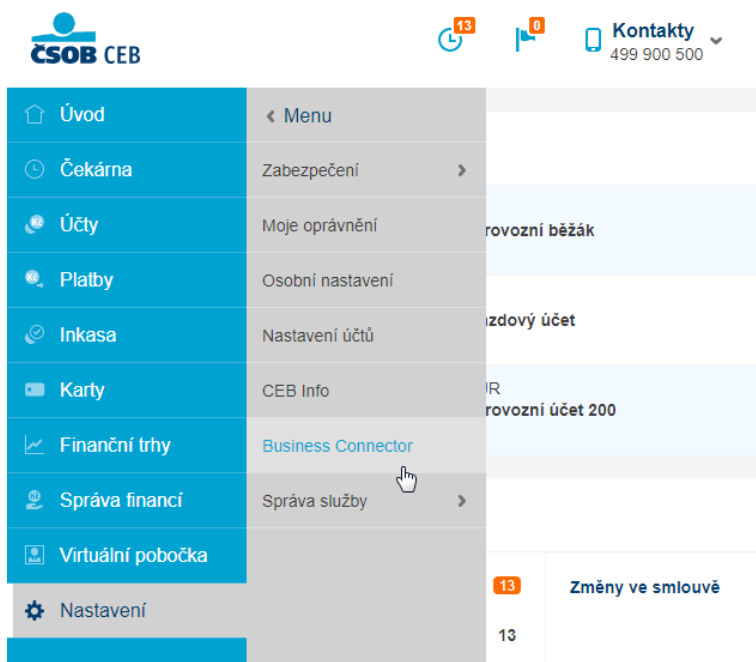 ČSOB CEB
13
0
Kontakty
499 900 500
Úvod
Čekárna
Účty
Platby
Inkasa
Karty
Finanční trhy
Správa financí
Virtuální pobočka
Nastavení
Menu
Zabezpečení
Moje oprávnění
Osobní nastavení
Nastavení účtů
CEB Info
Business Connector
Správa služby
rovozní běžák
zdový účet
UR
rovozní účet 200
13
Změny ve smlouvě
13